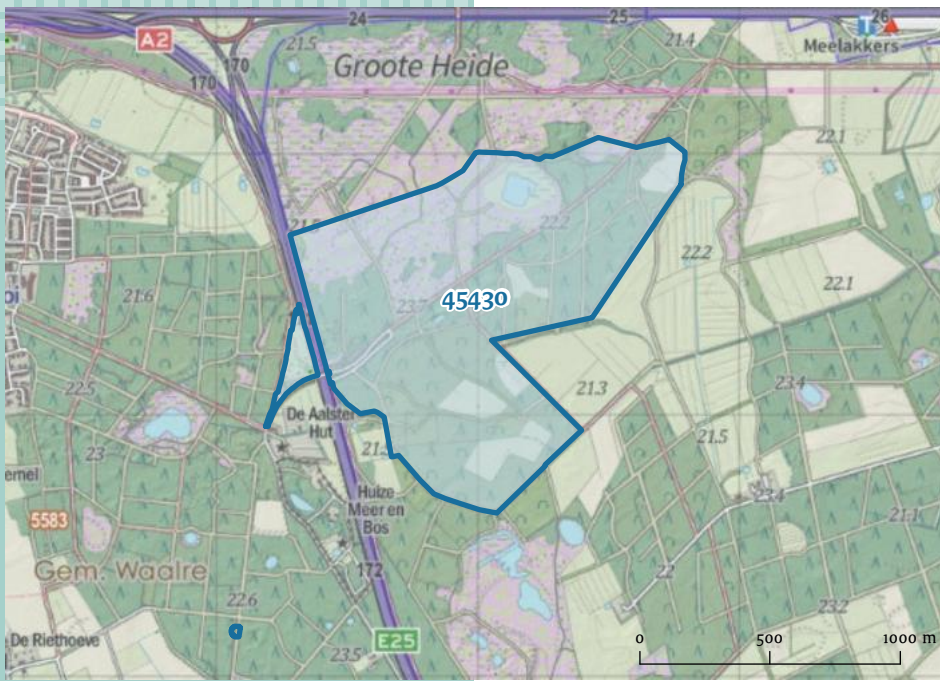 24
25
26
A2
170
21.5
21.4
T
Meelakkers
170
Groote Heide
22.1
21.5
22.2
22.2
21.6
23.7
45430
22.1
22.5
21.3
23.4
De Aalster
Hut
23
21.5
23.4
Huize
Meer en
Bos
5583
21.1
Gem. Waalre
172
22
22.6
23.2
De Riethoeve
E25
23.5
0
500
1000 m